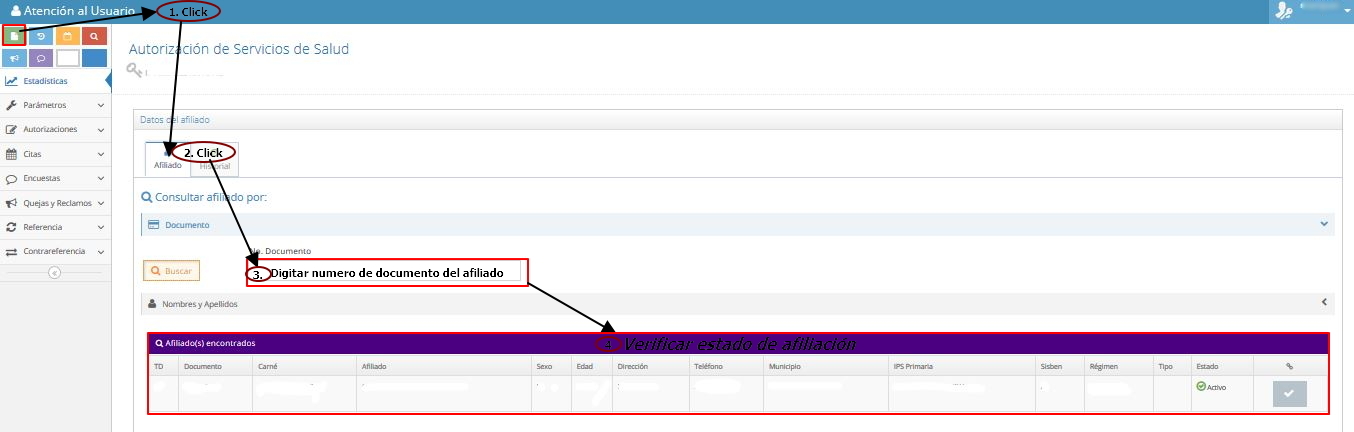 Atención al Usuario
1. Click
Estadísticas
Parámetros
Autorizaciones
Citas
Encuestas
Quejas y Reclamos
Referencia
Contrareferencia
Autorización de Servicios de Salud
Datos del afiliado
2. Click
Afiliado
Historial
Consultar afiliado por:
Documento
No. Documento
Buscar
3. Digitar numero de documento del afiliado
Nombres y Apellidos
Afiliado(s) encontrados
4. Verificar estado de afiliación
TD Documento Carné Afiliado Sexo Edad Dirección Teléfono Municipio IPS Primaria Sisben Régimen Tipo Estado
Activo